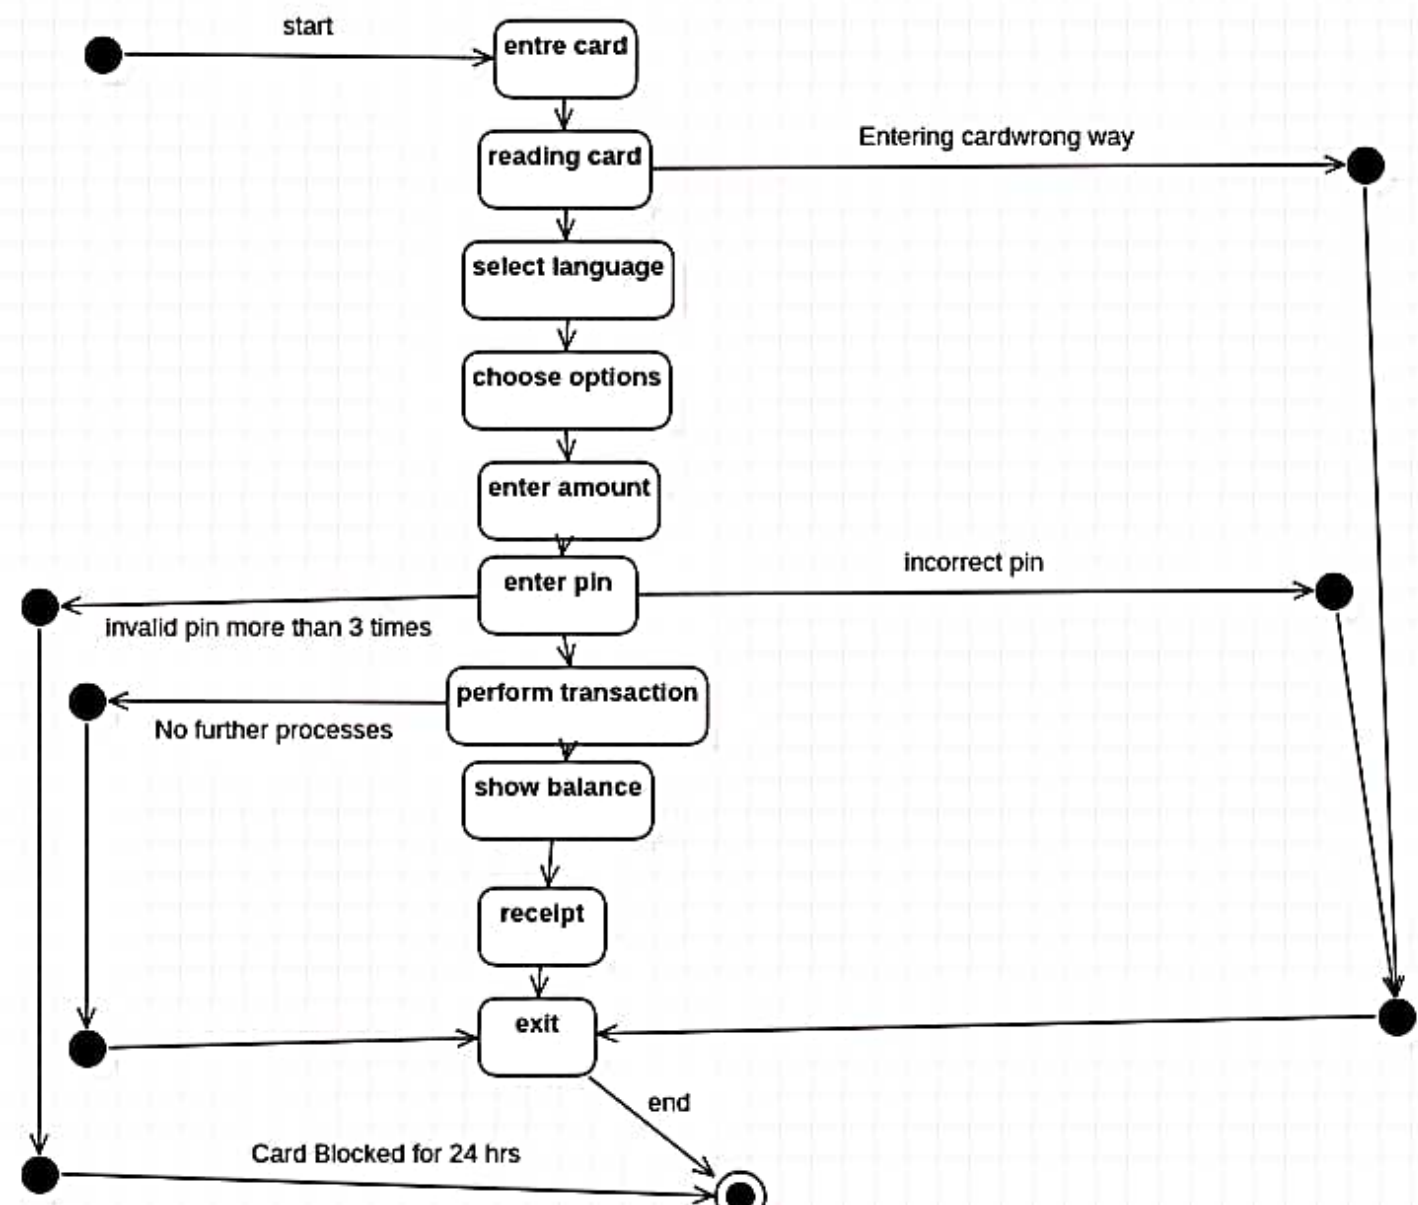 start
entre card
Entering cardwrong way
reading card
select language
choose options
enter amount
incorrect pin
enter pin
invalid pin more than 3 times
perform transaction
No further processes
show balance
receipt
exit
end
Card Blocked for 24 hrs